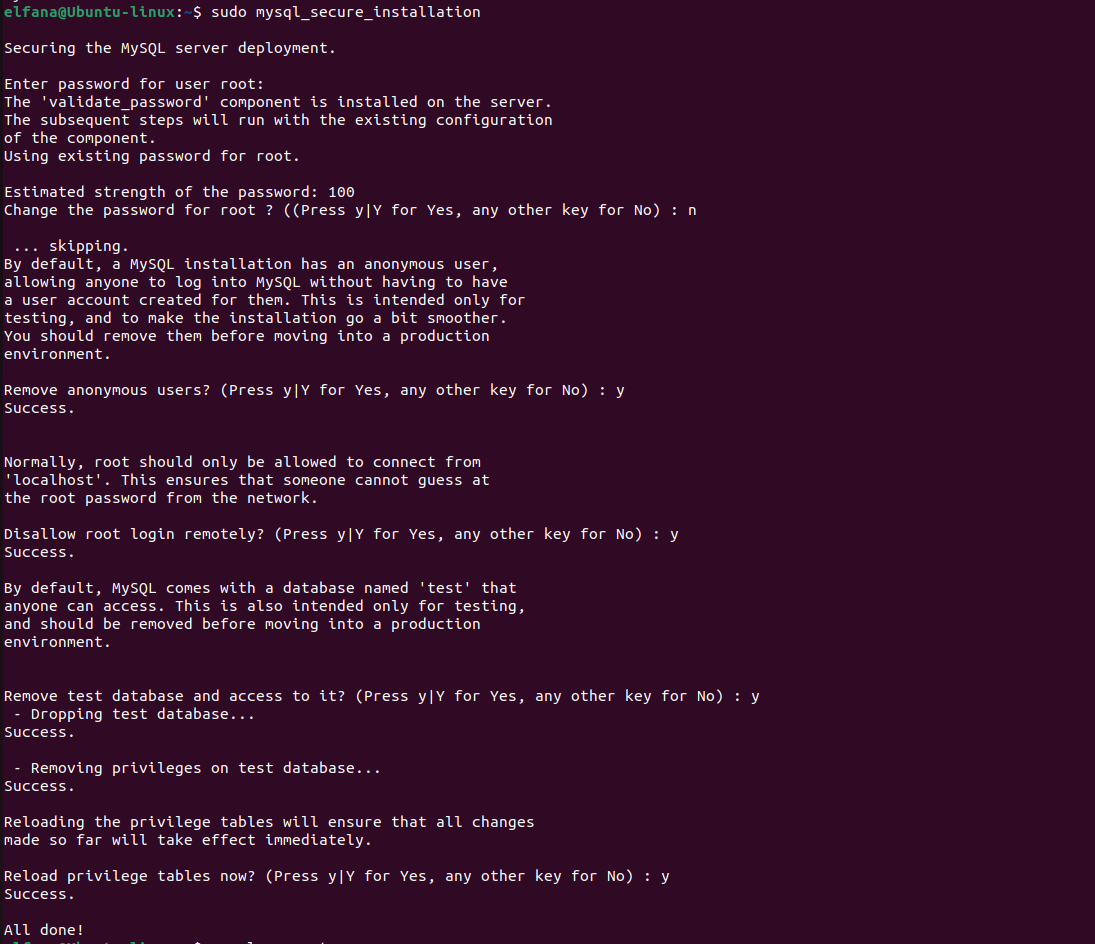 elfana@Ubuntu-linux:~$ sudo mysql_secure_installation
Securing the MySQL server deployment.
Enter password for user root:
The 'validate_password' component is installed on the server.
The subsequent steps will run with the existing configuration
of the component.
Using existing password for root.
Estimated strength of the password: 100
Change the password for root ? ((Press y|Y for Yes, any other key for No) : n
 ... skipping.
By default, a MySQL installation has an anonymous user,
allowing anyone to log into MySQL without having to have
a user account created for them. This is intended only for
testing, and to make the installation go a bit smoother.
You should remove them before moving into a production
environment.
Remove anonymous users? (Press y|Y for Yes, any other key for No) : y
Success.
Normally, root should only be allowed to connect from
'localhost'. This ensures that someone cannot guess at
the root password from the network.
Disallow root login remotely? (Press y|Y for Yes, any other key for No) : y
Success.
By default, MySQL comes with a database named 'test' that
anyone can access. This is also intended only for testing,
and should be removed before moving into a production
environment.
Remove test database and access to it? (Press y|Y for Yes, any other key for No) : y
 - Dropping test database...
Success.
 - Removing privileges on test database...
Success.
Reloading the privilege tables will ensure that all changes
made so far will take effect immediately.
Reload privilege tables now? (Press y|Y for Yes, any other key for No) : y
Success.
All done!